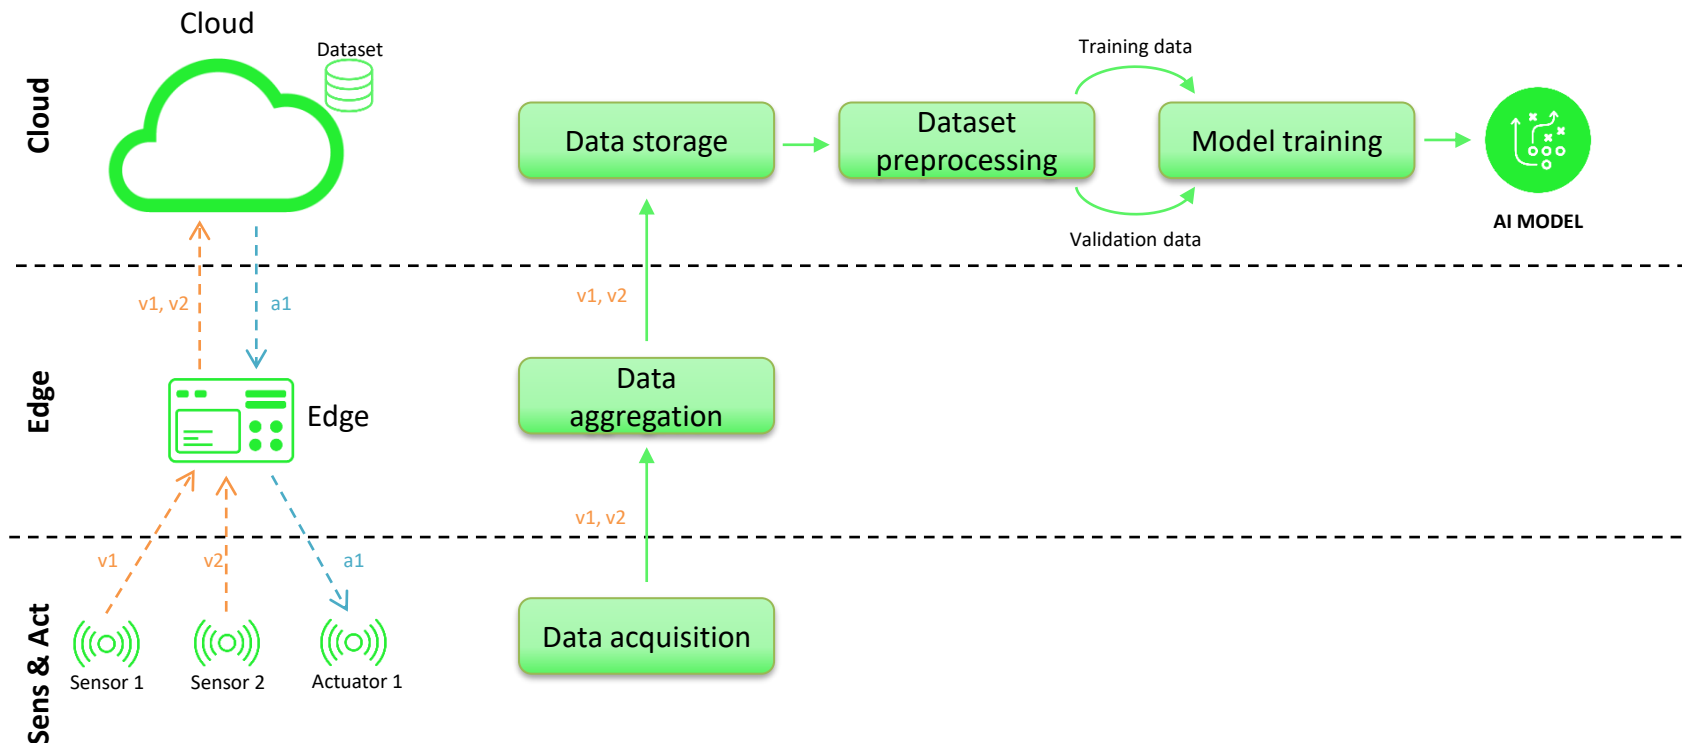 Cloud
Cloud
Dataset
Training data
Data storage
Dataset
preprocessing
Model training
Validation data
AI MODEL
Edge
v1, v2
a1
v1, v2
Edge
Data
aggregation
v1, v2
Sens & Act
v1
v2
a1
Sensor 1
Sensor 2
Actuator 1
Data acquisition